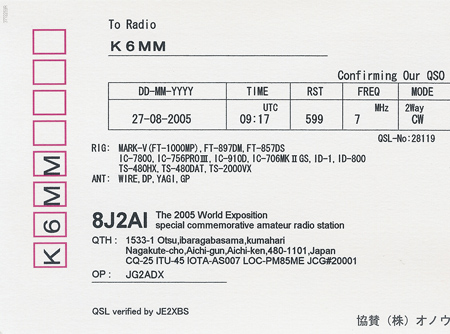 To Radio
K6MM
Confirming Our QSO
DD-MM-YYYY TIME RST FREQ MODE
27-08-2005 UTC 09:17 599 MHz 7 2Way CW
QSL-No:28119
RIG: MARK-V(FT-1000MP), FT-897DM, FT-857DS
IC-7800, IC-756PROⅢ, IC-910D, IC-706MKⅡGS, ID-1, ID-800
TS-480HX, TS-480DAT, TS-2000VX
ANT: WIRE, DP, YAGI, GP
K6MM
8J2AI The 2005 World Exposition
special commemorative amateur radio station
QTH : 1533-1 Otsu,ibaragabasama,kumahari
Nagakute-cho,Aichi-gun,Aichi-ken,480-1101,Japan
CQ-25 ITU-45 IOTA-AS007 LOC-PM85ME JCG#20001
OP : JG2ADX
QSL verified by JE2XBS
協賛（株）オノウ